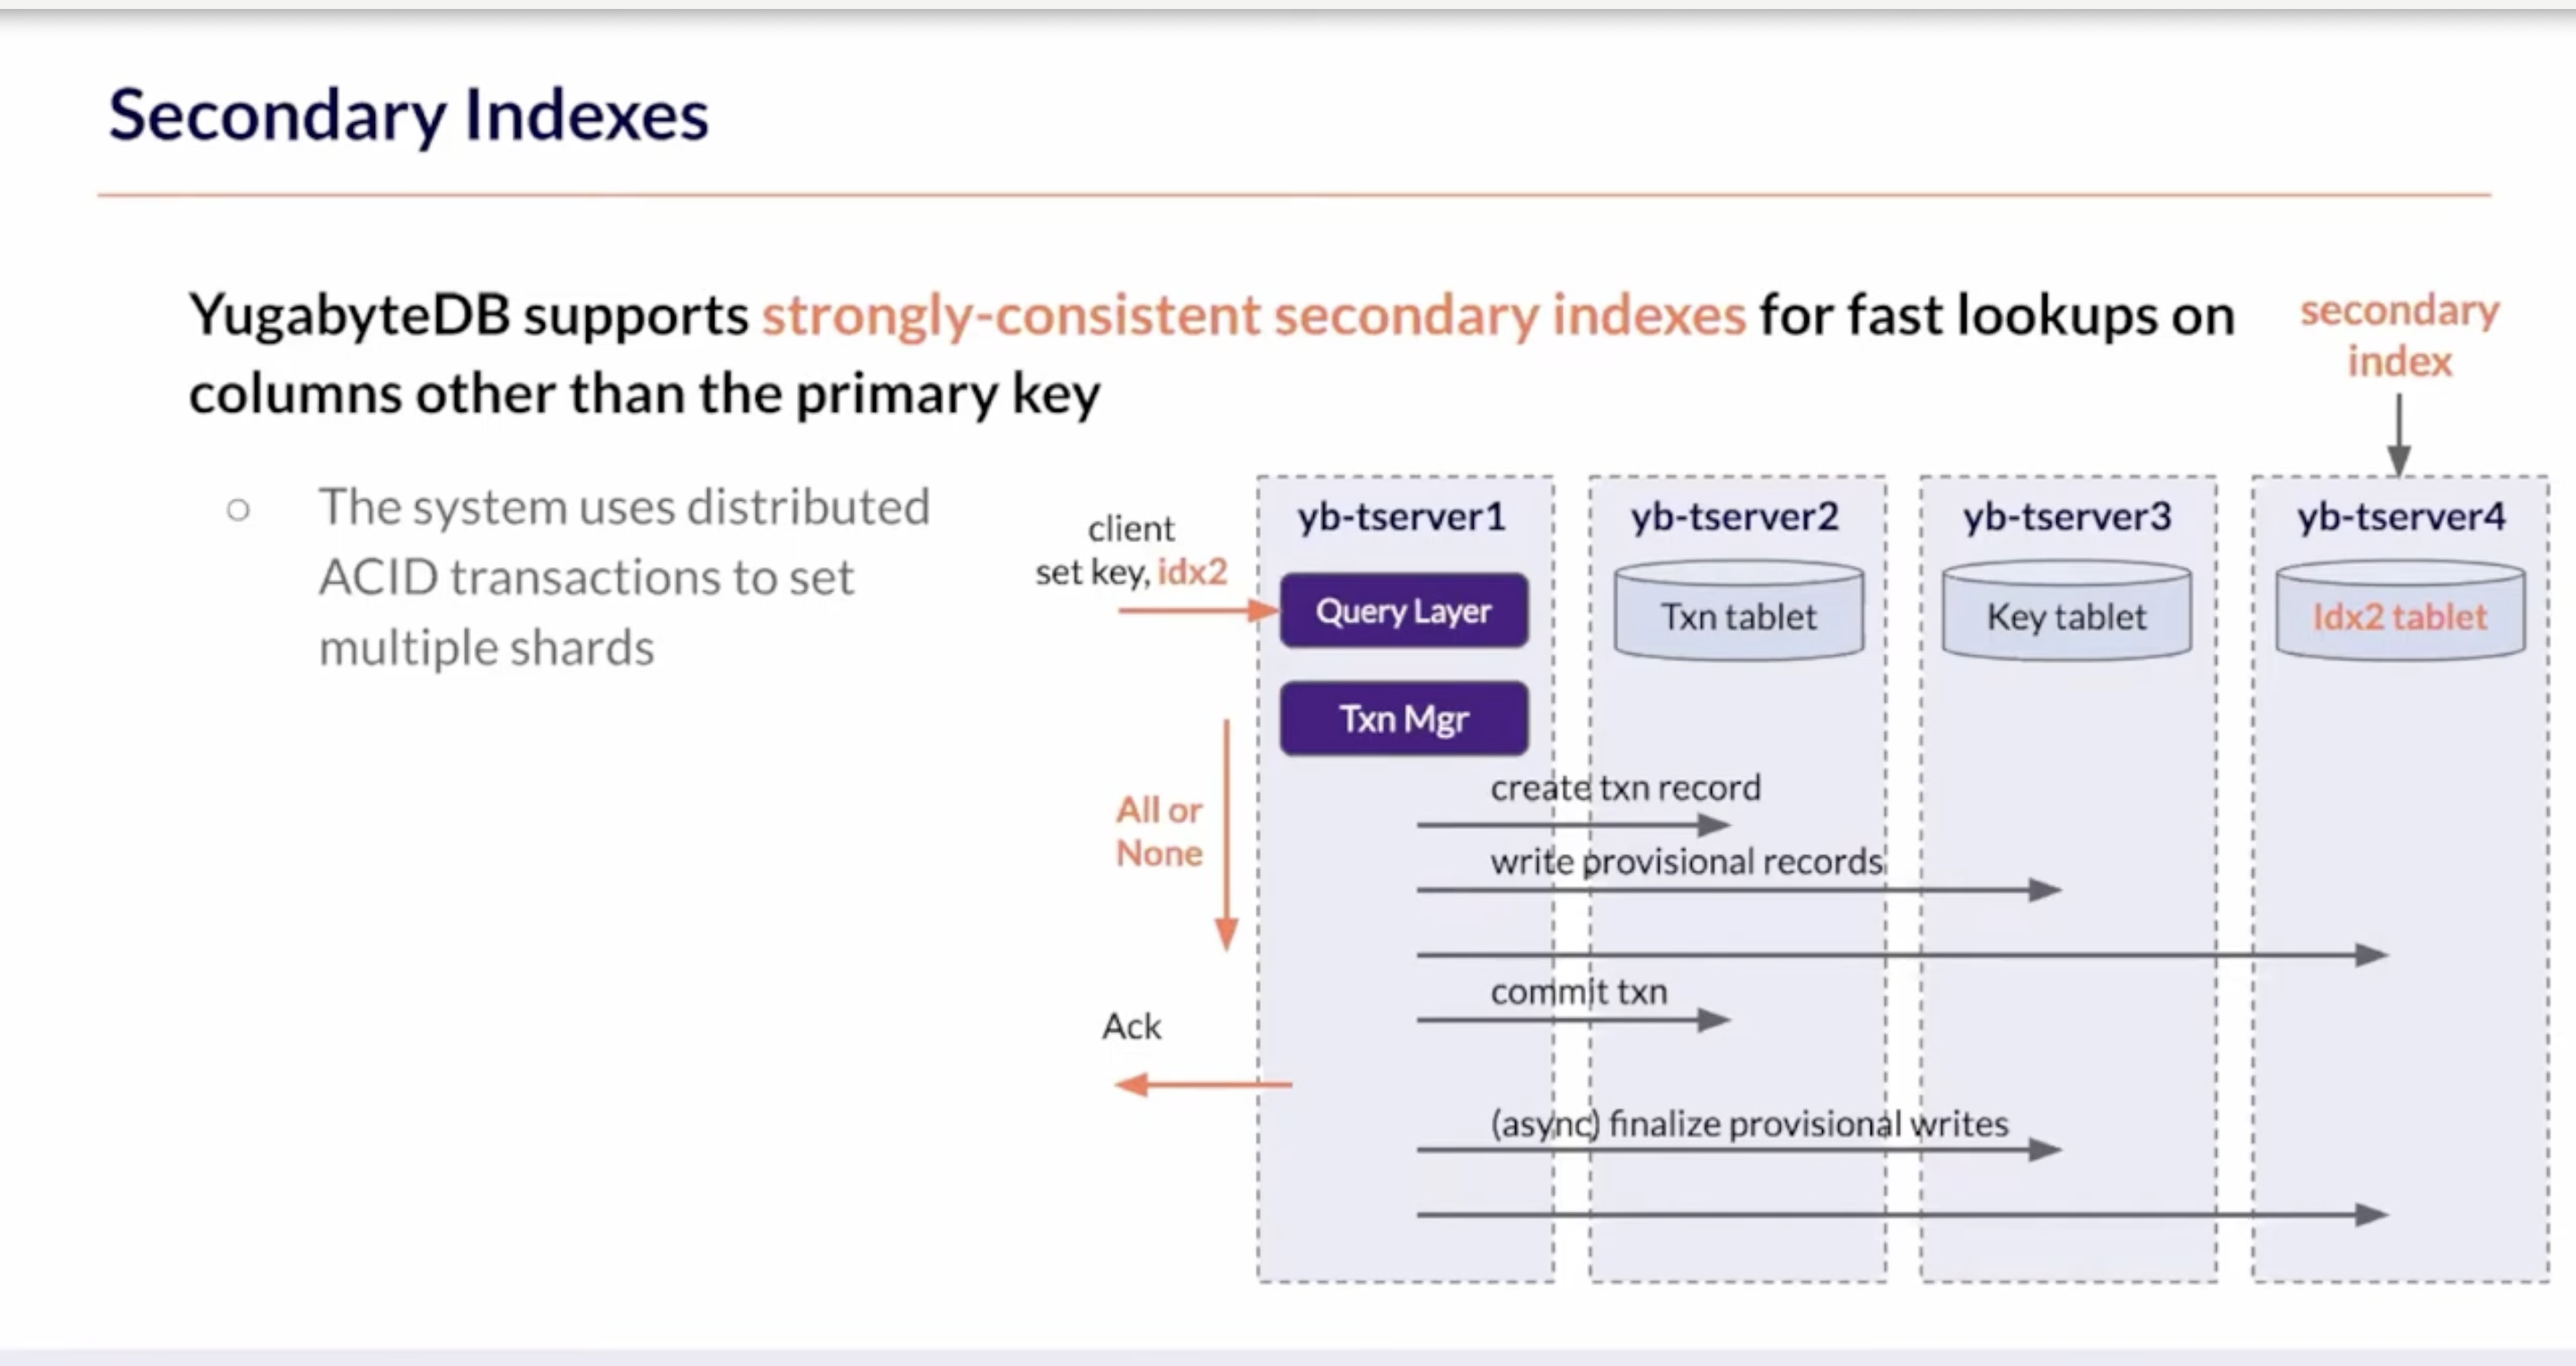 Secondary Indexes
YugabyteDB supports strongly-consistent secondary indexes for fast lookups on
columns other than the primary key
secondary
index
○ The system uses distributed
ACID transactions to set
multiple shards
client
set key, idx2
yb-tserver1
yb-tserver2
yb-tserver3
yb-tserver4
Query Layer
Txn tablet
Key tablet
Idx2 tablet
Txn Mgr
All or
None
create txn record
write provisional records
commit txn
Ack
(async) finalize provisional writes